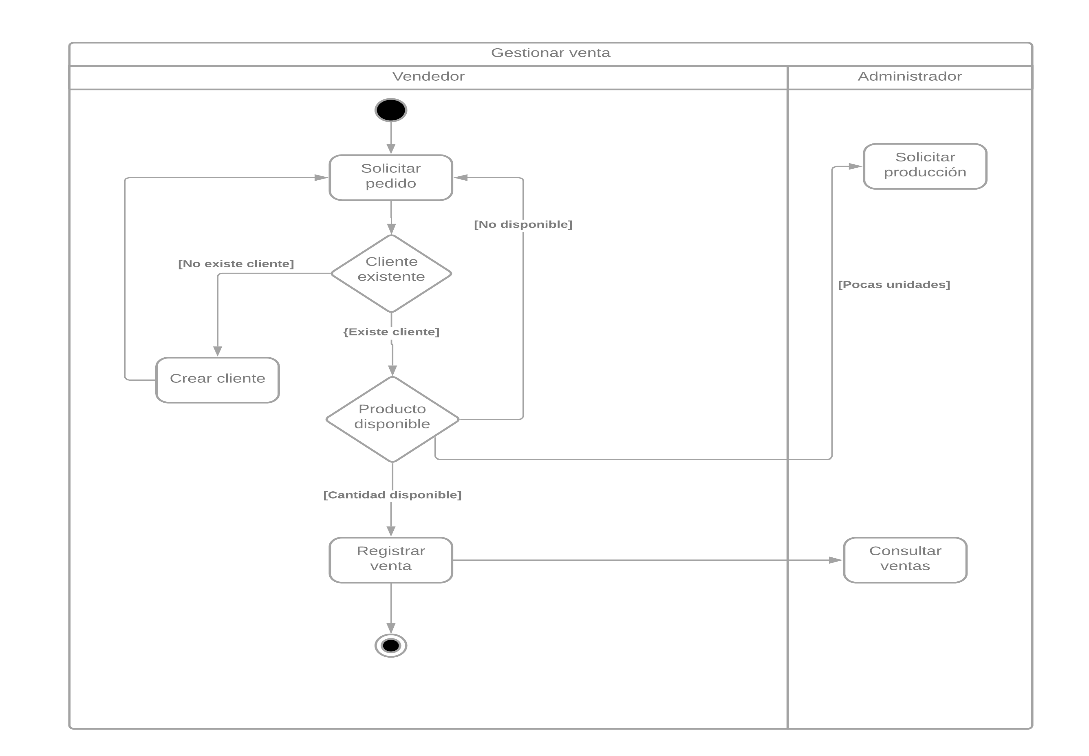 Gestionar venta
Vendedor
Administrador
Solicitar
pedido
Solicitar
producción
[No disponible]
Cliente
existente
[No existe cliente]
[Pocas unidades]
{Existe cliente]
Crear cliente
Producto
disponible
[Cantidad disponible]
Registrar
venta
Consultar
ventas